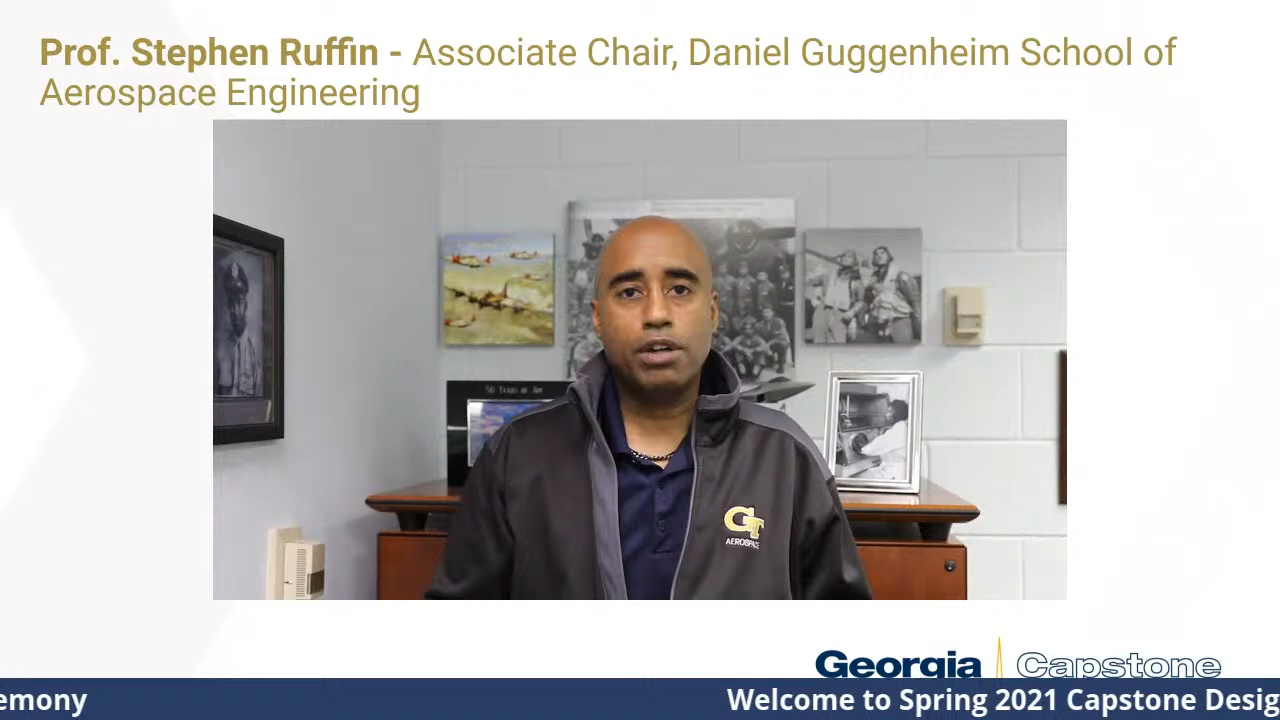 Prof. Stephen Ruffin - Associate Chair, Daniel Guggenheim School of
Aerospace Engineering
GT
AEROSPACE
Georgia Capstone
emony Welcome to Spring 2021 Capstone Desig